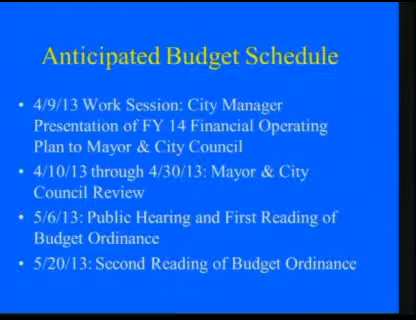 Anticipated Budget Schedule
• 4/9/13 Work Session: City Manager
Presentation of FY 14 Financial Operating
Plan to Mayor & City Council
• 4/10/13 through 4/30/13: Mayor & City
Council Review
• 5/6/13: Public Hearing and First Reading of
Budget Ordinance
• 5/20/13: Second Reading of Budget Ordinance